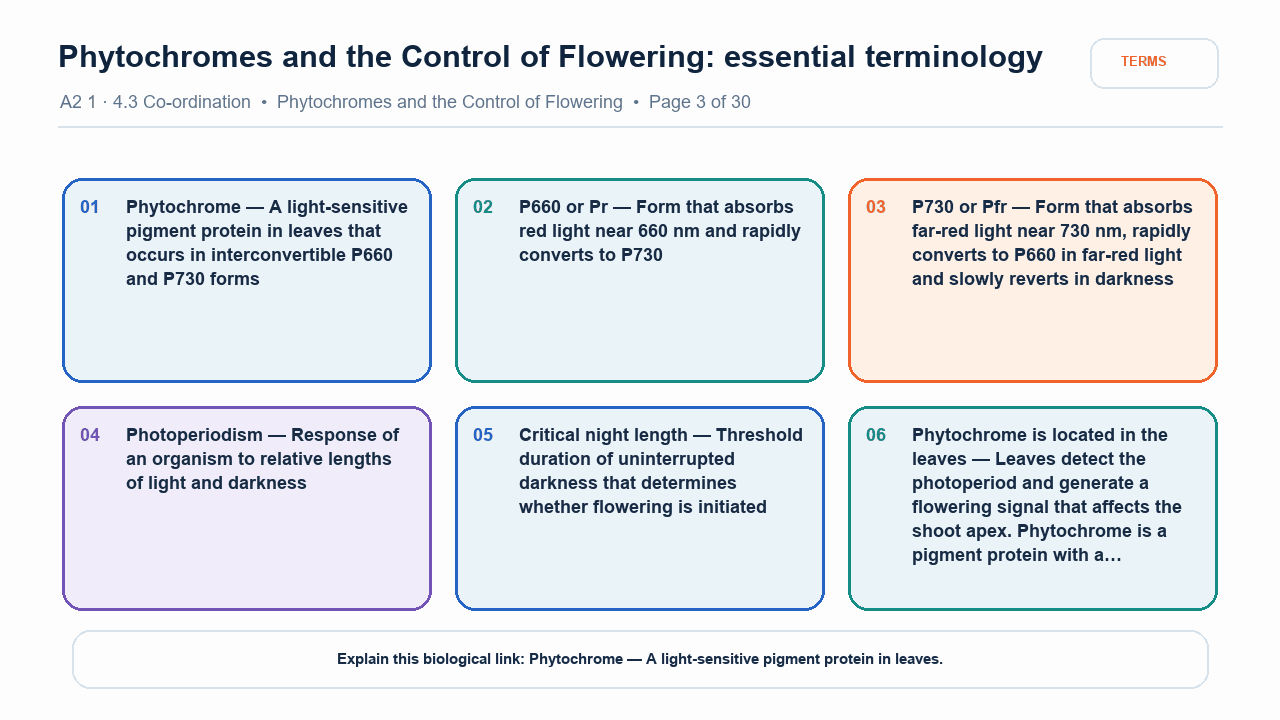 Phytochromes and the Control of Flowering: essential terminology
TERMS
A2 1 · 4.3 Co-ordination • Phytochromes and the Control of Flowering • Page 3 of 30
01
Phytochrome — A light-sensitive
pigment protein in leaves that
occurs in interconvertible P660
and P730 forms
02
P660 or Pr — Form that absorbs
red light near 660 nm and rapidly
converts to P730
03
P730 or Pfr — Form that absorbs
far-red light near 730 nm, rapidly
converts to P660 in far-red light
and slowly reverts in darkness
04
Photoperiodism — Response of
an organism to relative lengths
of light and darkness
05
Critical night length — Threshold
duration of uninterrupted
darkness that determines
whether flowering is initiated
06
Phytochrome is located in the
leaves — Leaves detect the
photoperiod and generate a
flowering signal that affects the
shoot apex. Phytochrome is a
pigment protein with a…
Explain this biological link: Phytochrome — A light-sensitive pigment protein in leaves.